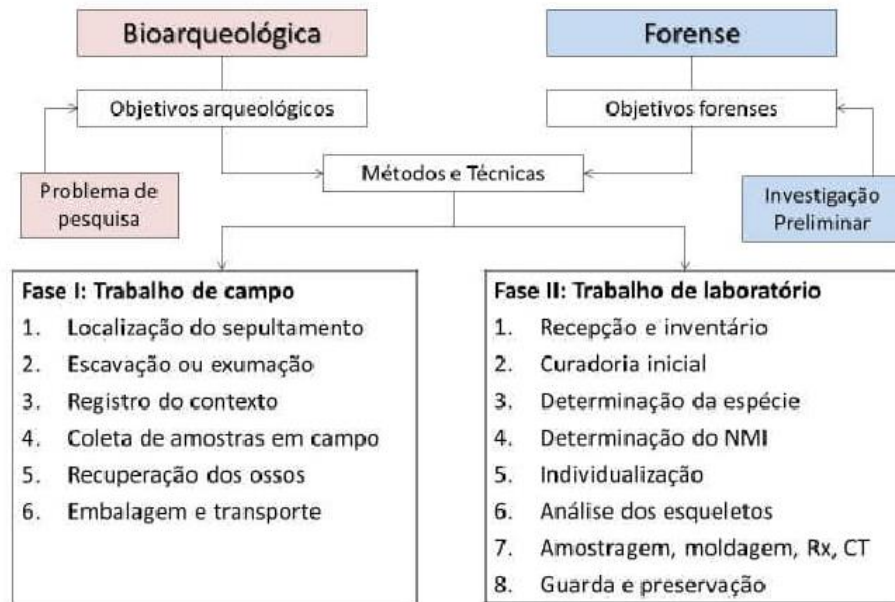 Bioarqueológica
Forense
Objetivos arqueológicos
Objetivos forenses
Métodos e Técnicas
Problema de
pesquisa
Investigação
Preliminar
Fase I: Trabalho de campo
1. Localização do sepultamento
2. Escavação ou exumação
3. Registro do contexto
4. Coleta de amostras em campo
5. Recuperação dos ossos
6. Embalagem e transporte
Fase II: Trabalho de laboratório
1. Recepção e inventário
2. Curadoria inicial
3. Determinação da espécie
4. Determinação do NMI
5. Individualização
6. Análise dos esqueletos
7. Amostragem, moldagem, Rx, CT
8. Guarda e preservação